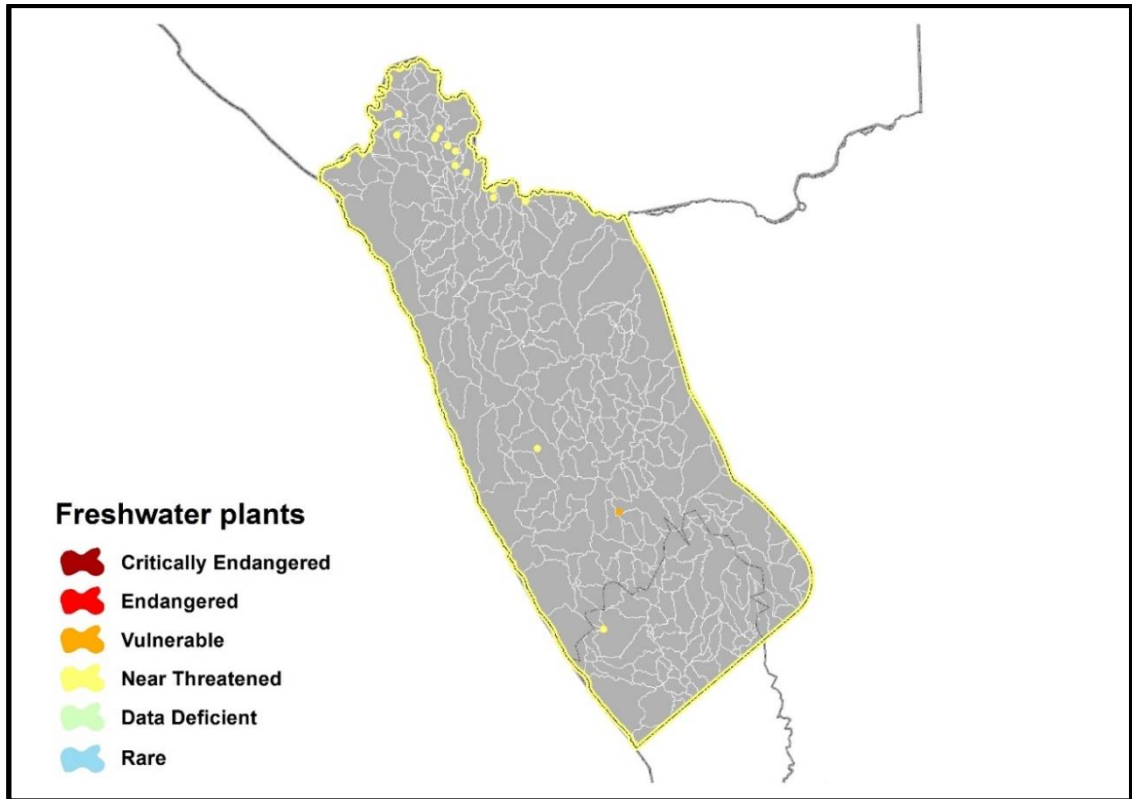 Freshwater plants
Critically Endangered
Endangered
Vulnerable
Near Threatened
Data Deficient
Rare